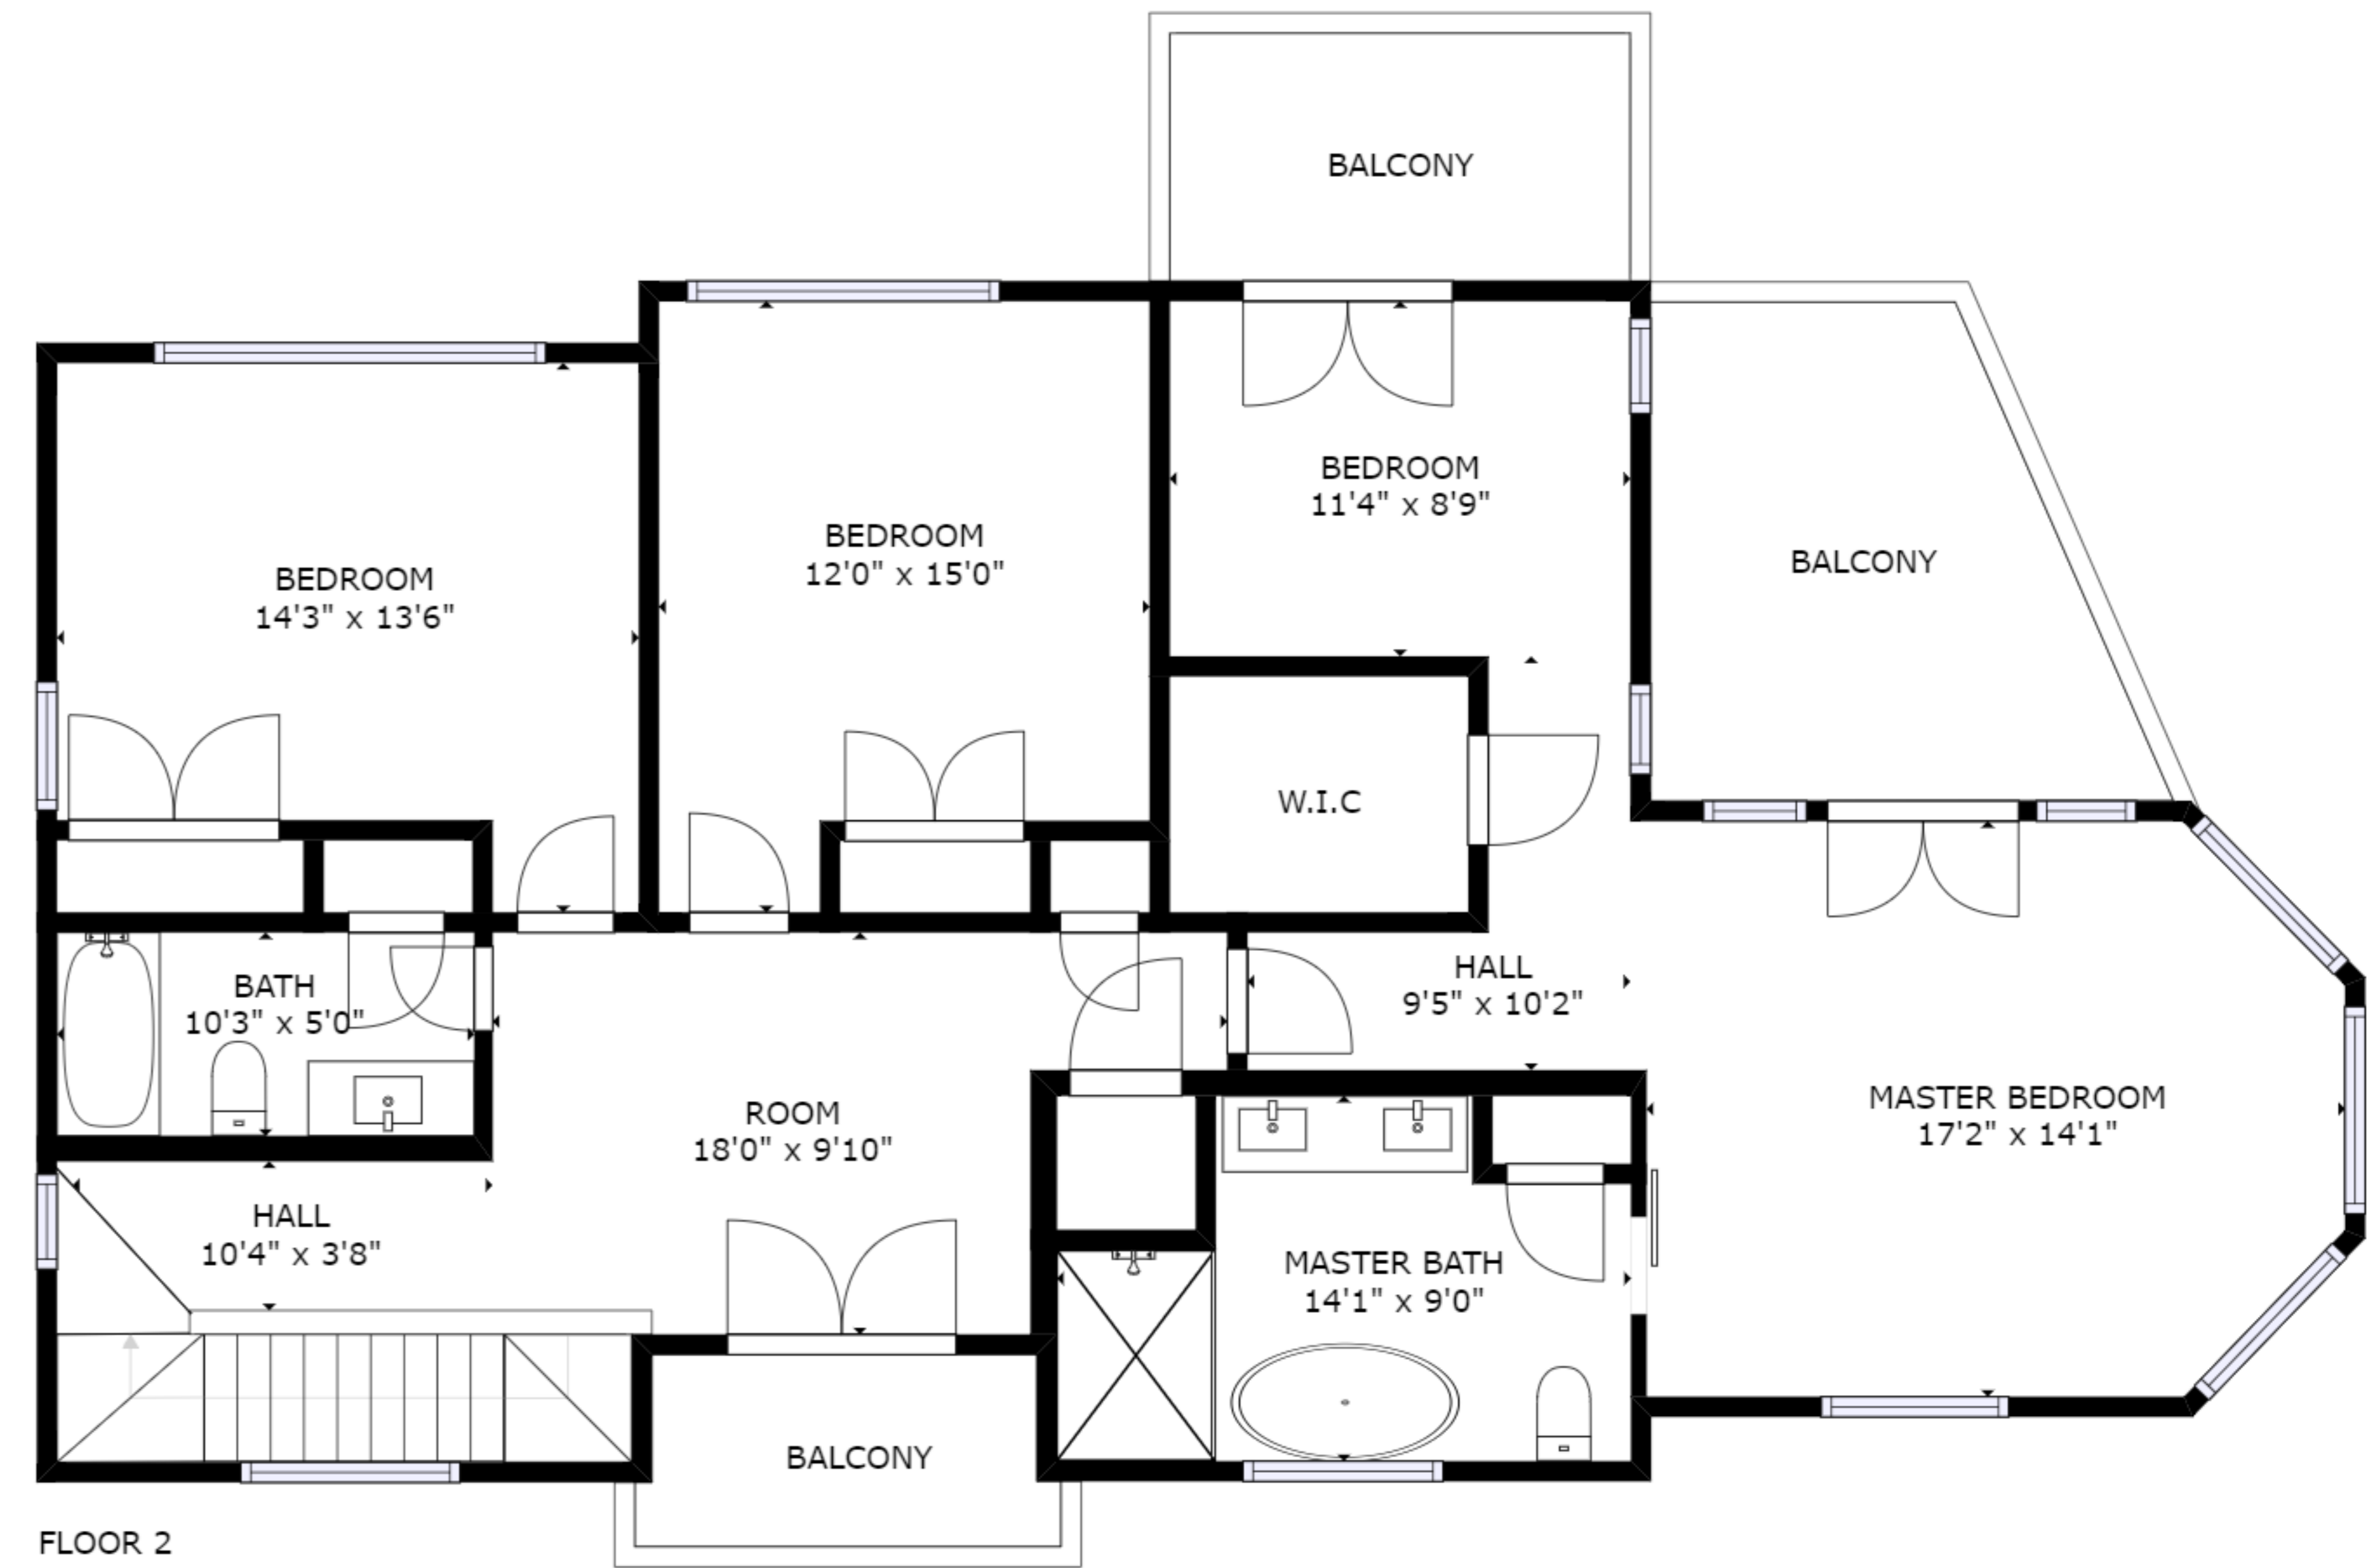 BALCONY
BEDROOM
11'4" x 8'9"
BEDROOM
12'0" x 15'0"
BEDROOM
14'3" x 13'6"
BALCONY
W.I.C
HALL
9'5" x 10'2"
BATH
10'3" x 5'0"
ROOM
18'0" x 9'10"
MASTER BEDROOM
17'2" x 14'1"
HALL
10'4" x 3'8"
MASTER BATH
14'1" x 9'0"
BALCONY
FLOOR 2